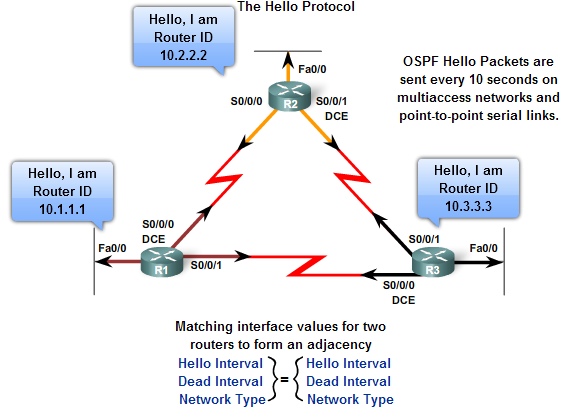 The Hello Protocol
Hello, I am
Router ID
10.2.2.2
OSPF Hello Packets are
sent every 10 seconds on
multiaccess networks and
point-to-point serial links.
Fa0/0
S0/0/0
S0/0/1
R2
DCE
Hello, I am
Router ID
10.1.1.1
Hello, I am
Router ID
10.3.3.3
S0/0/0
DCE
Fa0/0
R1
S0/0/1
S0/0/1
Fa0/0
R3
S0/0/0
DCE
Matching interface values for two
routers to form an adjacency
Hello Interval Hello Interval
Dead Interval = Dead Interval
Network Type Network Type